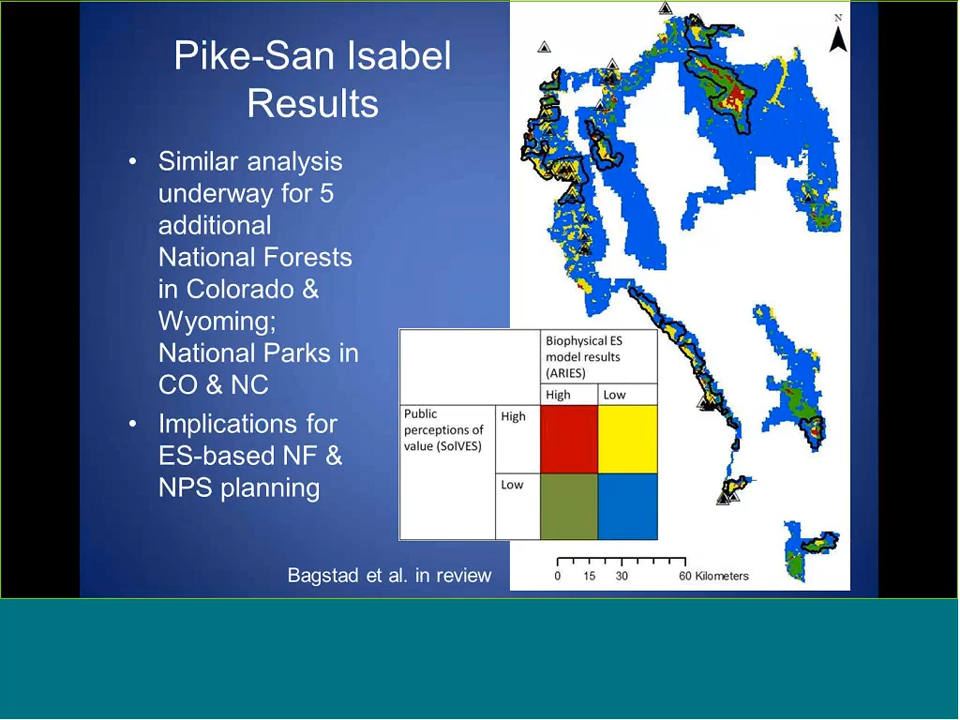 Pike-San Isabel
Results
• Similar analysis
underway for 5
additional
National Forests
in Colorado &
Wyoming;
National Parks in
CO & NC
• Implications for
ES-based NF &
NPS planning
Bagstad et al. in review
N
Biophysical ES
model results
(ARIES)
High Low
Public
perceptions of
value (SolVES)
High
Low
0 15 30 60 Kilometers